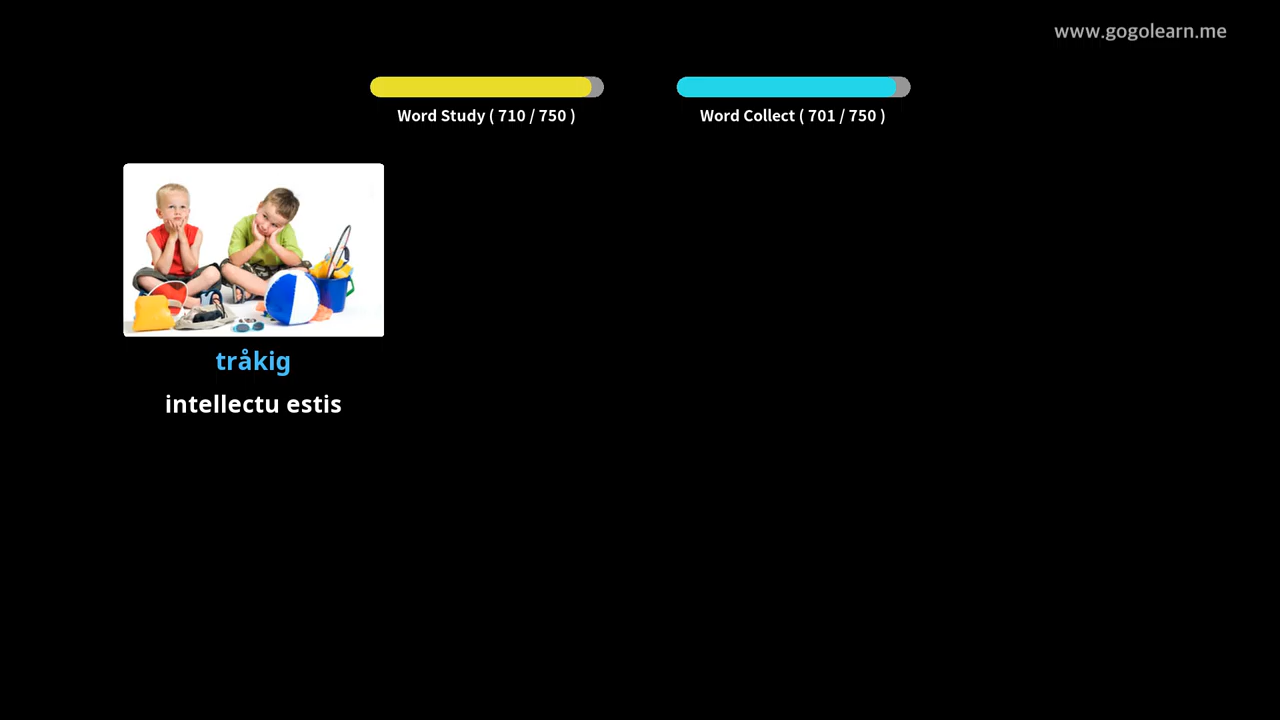 www.gogolearn.me
Word Study ( 710 / 750 )
Word Collect ( 701 / 750 )
tråkig
intellectu estis